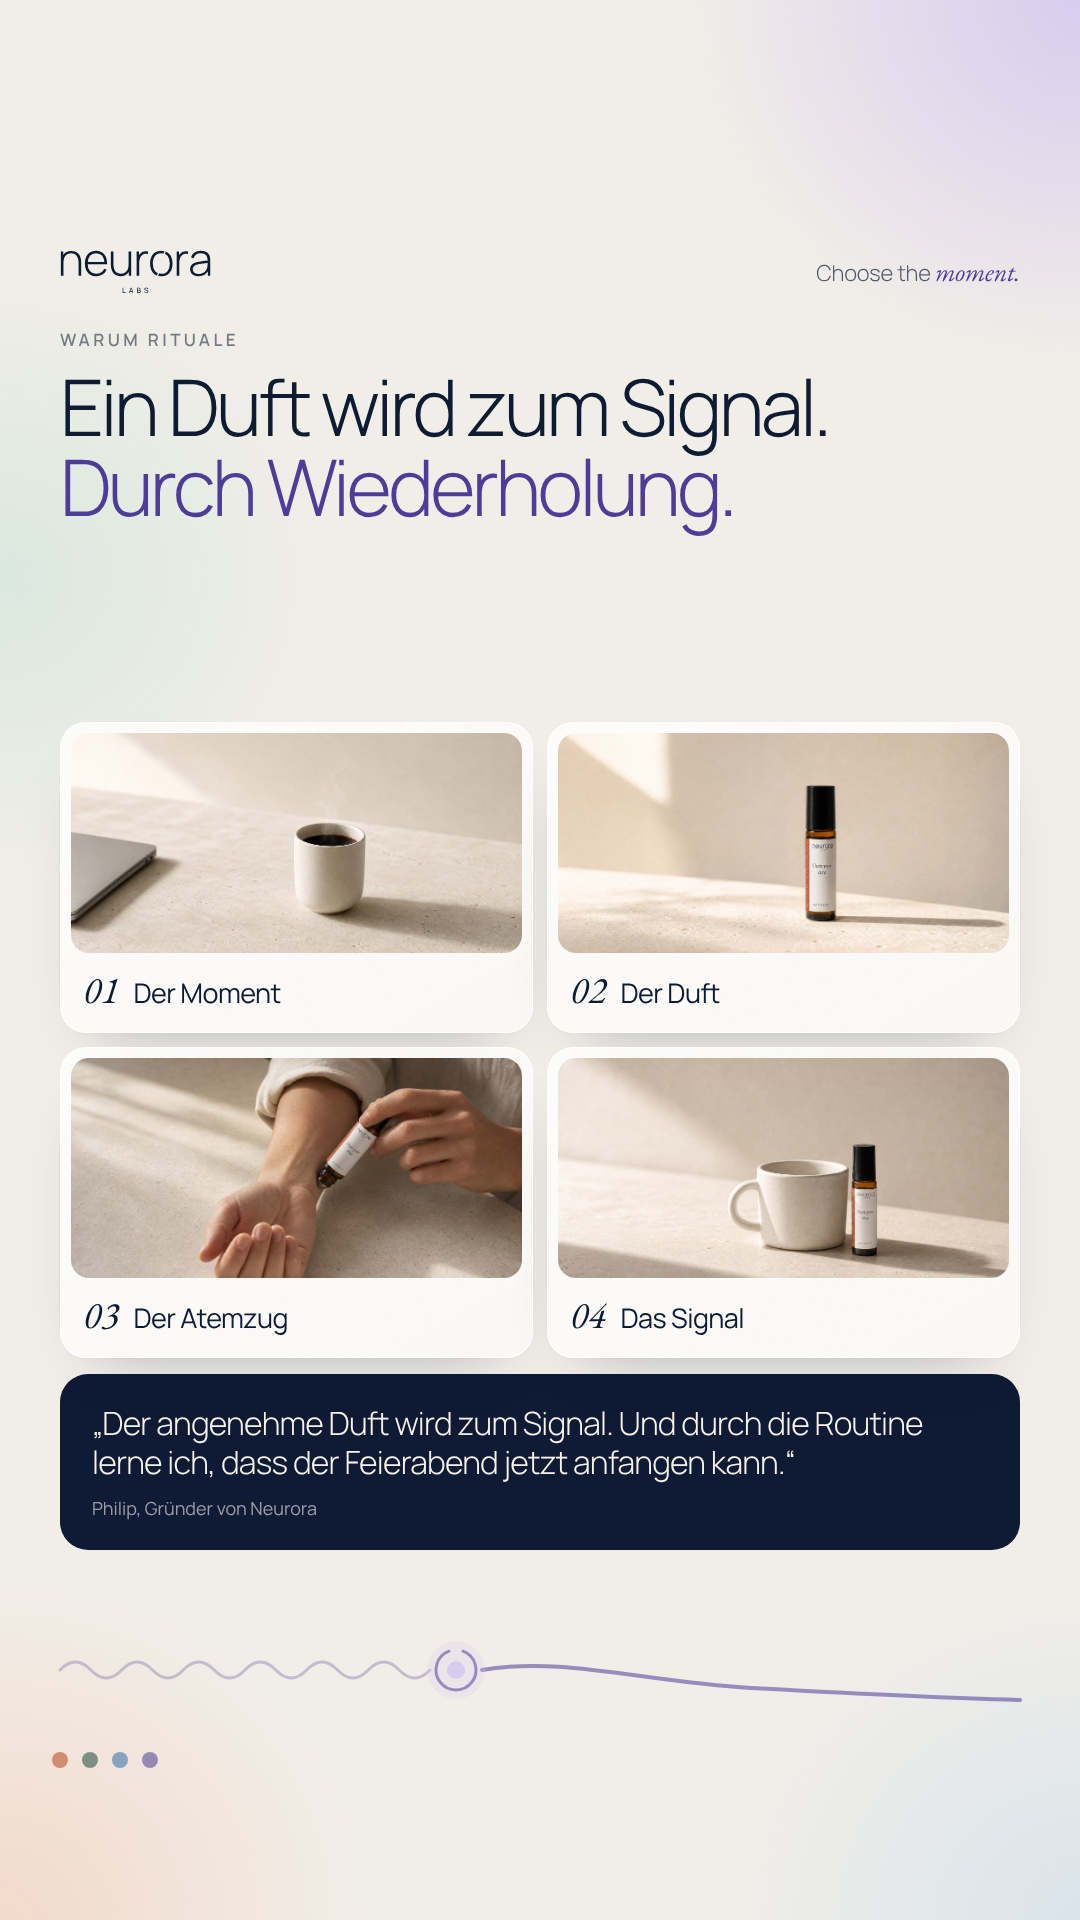 neurora
LABS
Choose the moment.
WARUM RITUALE
Ein Duft wird zum Signal.
Durch Wiederholung.
neurora
01 Der Moment
02 Der Duft
03 Der Atemzug
04 Das Signal
„Der angenehme Duft wird zum Signal. Und durch die Routine
lerne ich, dass der Feierabend jetzt anfangen kann.“
Philip, Gründer von Neurora